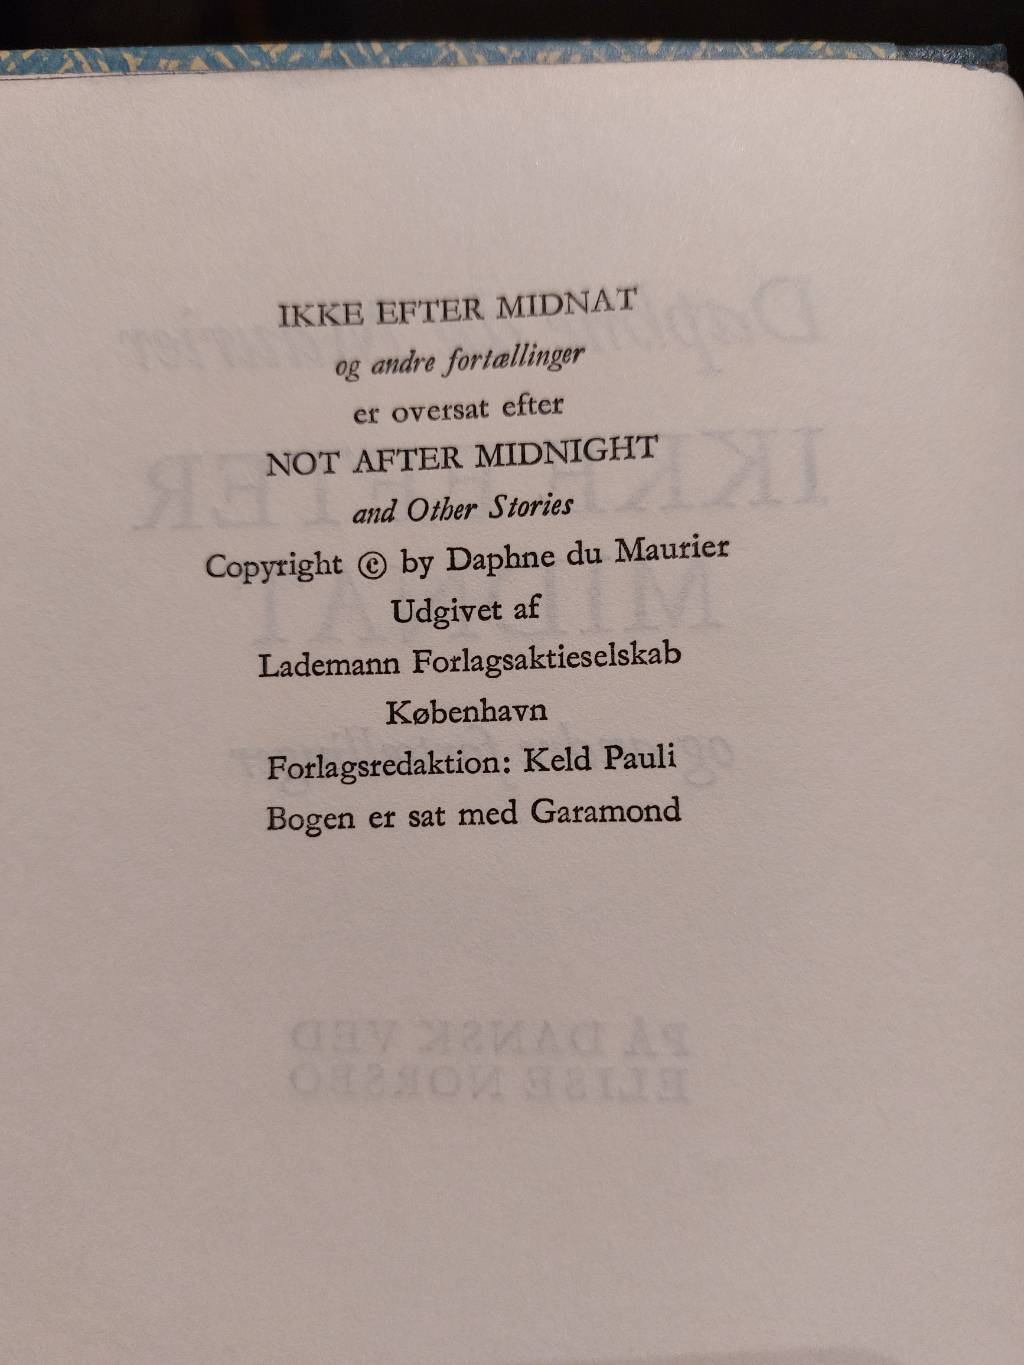 IKKE EFTER MIDNAT
og andre fortællinger
er oversat efter
NOT AFTER MIDNIGHT
and Other Stories
Copyright © by Daphne du Maurier
Udgivet af
Lademann Forlagsaktieselskab
København
Forlagsredaktion: Keld Pauli
Bogen er sat med Garamond